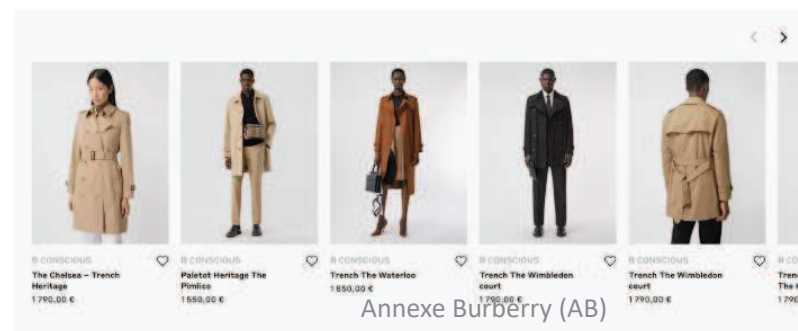 B CONSCIOUS
The Chelsea – Trench
Heritage
1 790,00 €
B CONSCIOUS
Paletot Heritage The
Pimlico
1 550,00 €
B CONSCIOUS
Trench The Waterloo
1 850,00 €
B CONSCIOUS
Trench The Wimbledon
court
1 790,00 €
B CONSCIOUS
Trench The Wimbledon
court
1 790,00 €
Annexe Burberry (AB)